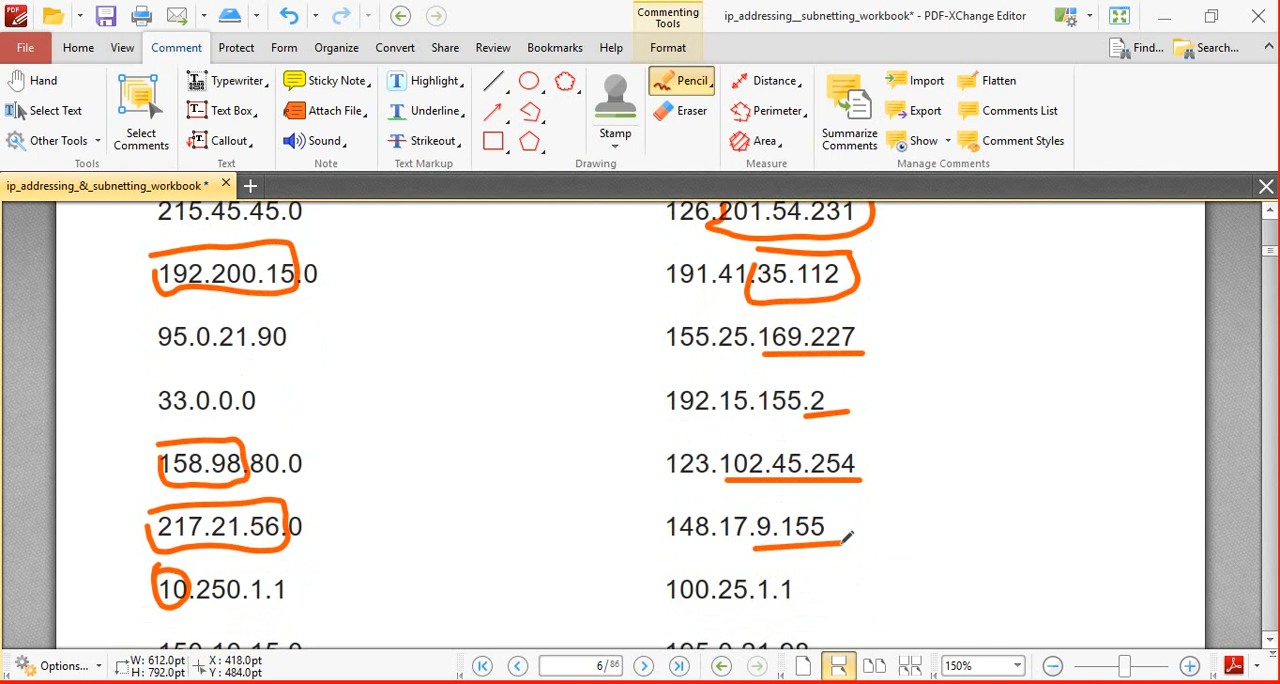 Commenting Tools
ip_addressing__subnetting_workbook* - PDF-XChange Editor
File Home View Comment Protect Form Organize Convert Share Review Bookmarks Help Format Find... Search...
Hand Typewriter Sticky Note Highlight Pencil Distance Import Flatten
Select Text Text Box Attach File Underline Eraser Perimeter Export Comments List
Other Tools Select Comments Callout Sound Strikeout Stamp Area Summarize Comments Show Comment Styles
Tools Text Note Text Markup Drawing Measure Manage Comments
ip_addressing_&_subnetting_workbook *
215.45.45.0 126.201.54.231
192.200.15.0 191.41.35.112
95.0.21.90 155.25.169.227
33.0.0.0 192.15.155.2
158.98.80.0 123.102.45.254
217.21.56.0 148.17.9.155
10.250.1.1 100.25.1.1
Options... W: 612.0pt X: 418.0pt 6/86 150%
H: 792.0pt Y: 484.0pt